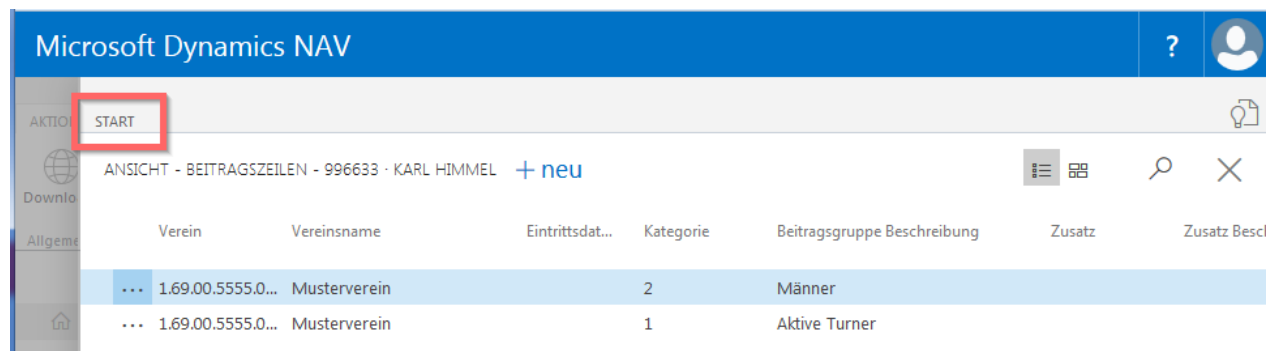 Microsoft Dynamics NAV ?
AKTIO START
ANSICHT - BEITRAGSZEILEN - 996633 · KARL HIMMEL + neu
Downlo
Allgeme Verein Vereinsname Eintrittsdat... Kategorie Beitragsgruppe Beschreibung Zusatz Zusatz Besch
... 1.69.00.5555.0... Musterverein 2 Männer
... 1.69.00.5555.0... Musterverein 1 Aktive Turner